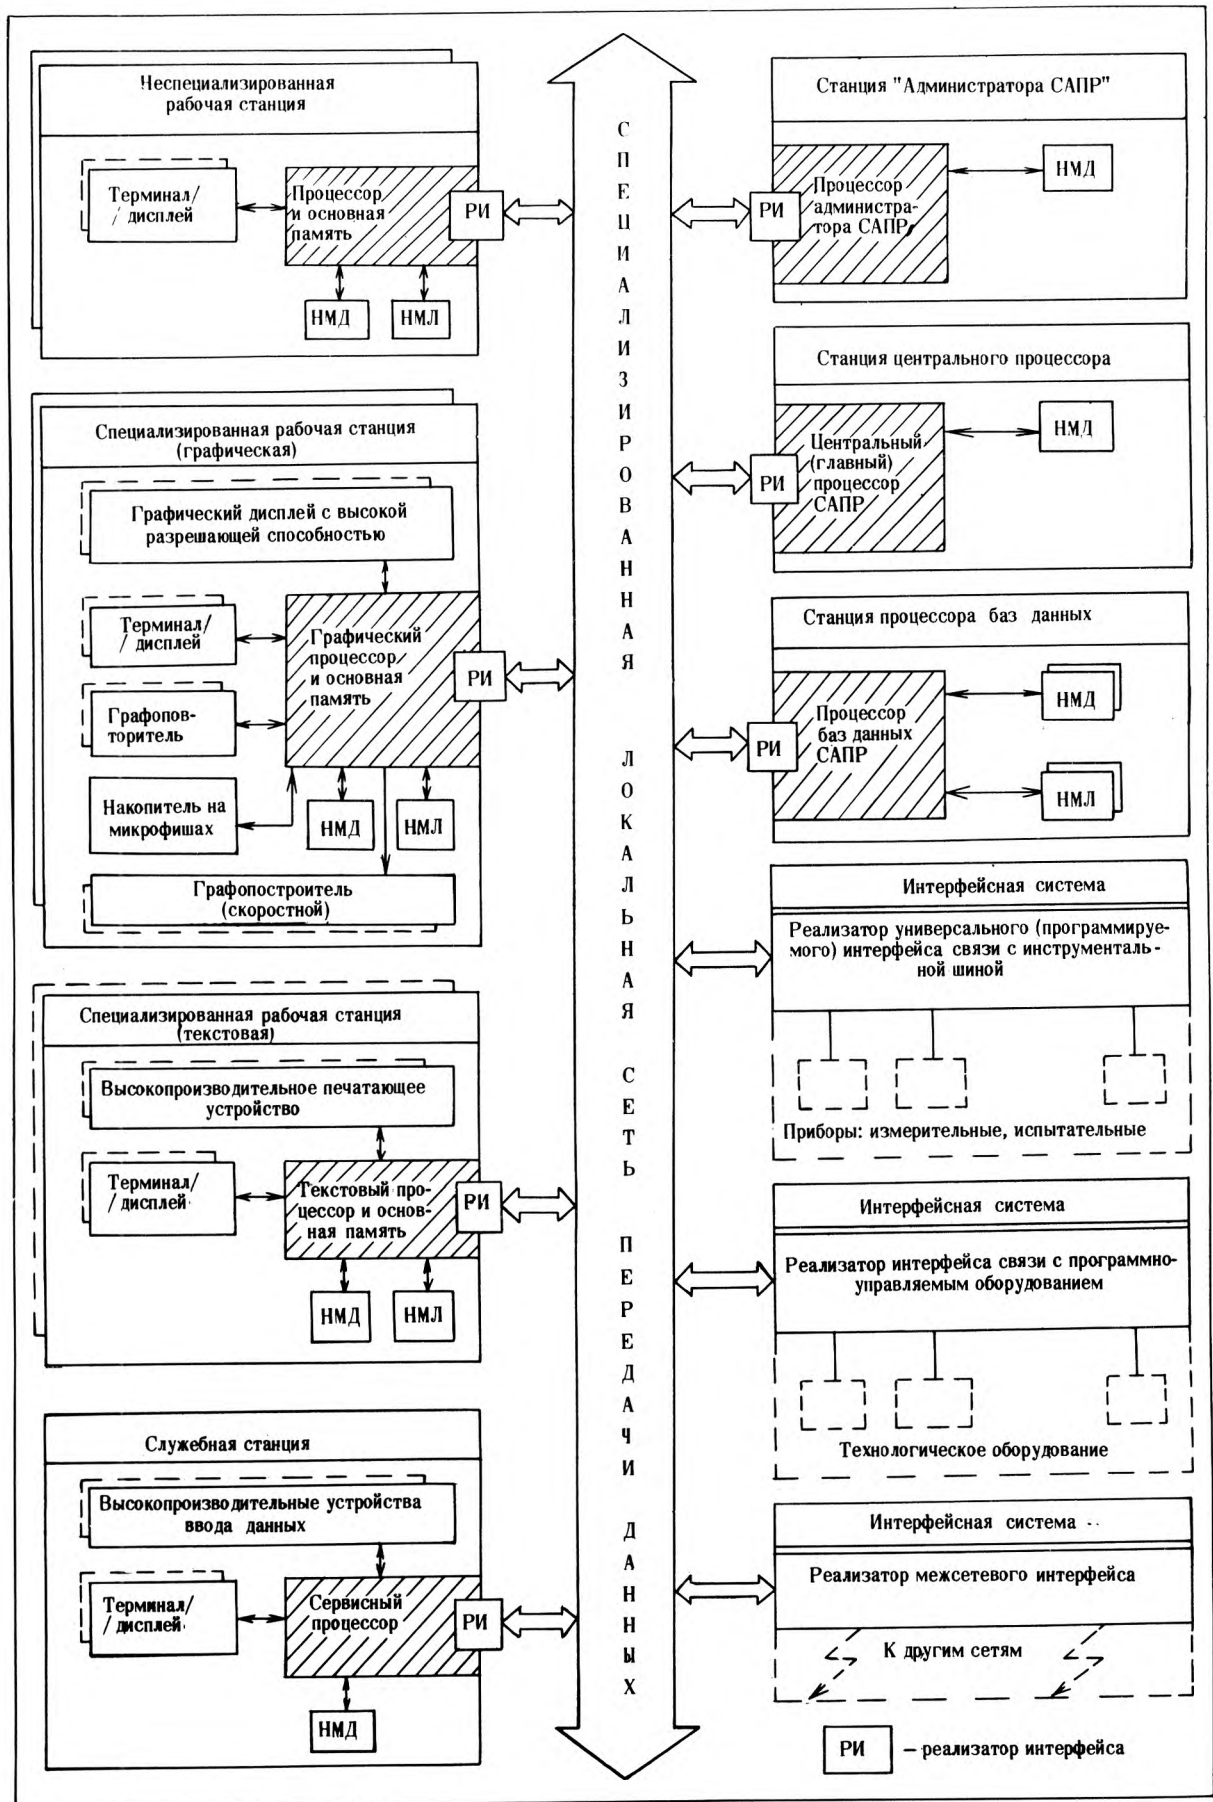 Неспециализированная
рабочая станция
Терминал/
/ дисплей
Процессор
и основная
память
РИ
НМД
НМЛ
Специализированная рабочая станция
(графическая)
Графический дисплей с высокой
разрешающей способностью
Терминал/
/ дисплей
Графический
процессор
и основная
память
РИ
Графопов-
торитель
Накопитель на
микрофишах
НМД
НМЛ
Графопостроитель
(скоростной)
Специализированная рабочая станция
(текстовая)
Высокопроизводительное печатающее
устройство
Терминал/
/дисплей
Текстовый про-
цессор и основ-
ная память
РИ
НМД
НМЛ
Служебная станция
Высокопроизводительные устройства
ввода данных
Терминал/
/дисплей
Сервисный
процессор
РИ
НМД
СПЕЦИАЛИЗИРОВАННАЯ ЛОКАЛЬНАЯ СЕТЬ ПЕРЕДАЧИ ДАННЫХ
Станция "Администратора САПР"
РИ
Процессор
администра-
тора САПР
НМД
Станция центрального процессора
РИ
Центральный
(главный)
процессор
САПР
НМД
Станция процессора баз данных
РИ
Процессор
баз данных
САПР
НМД
НМЛ
Интерфейсная система
Реализатор универсального (программируе-
мого) интерфейса связи с инструменталь-
ной шиной
Приборы: измерительные, испытательные
Интерфейсная система
Реализатор интерфейса связи с программно-
управляемым оборудованием
Технологическое оборудование
Интерфейсная система
Реализатор межсетевого интерфейса
К другим сетям
РИ — реализатор интерфейса